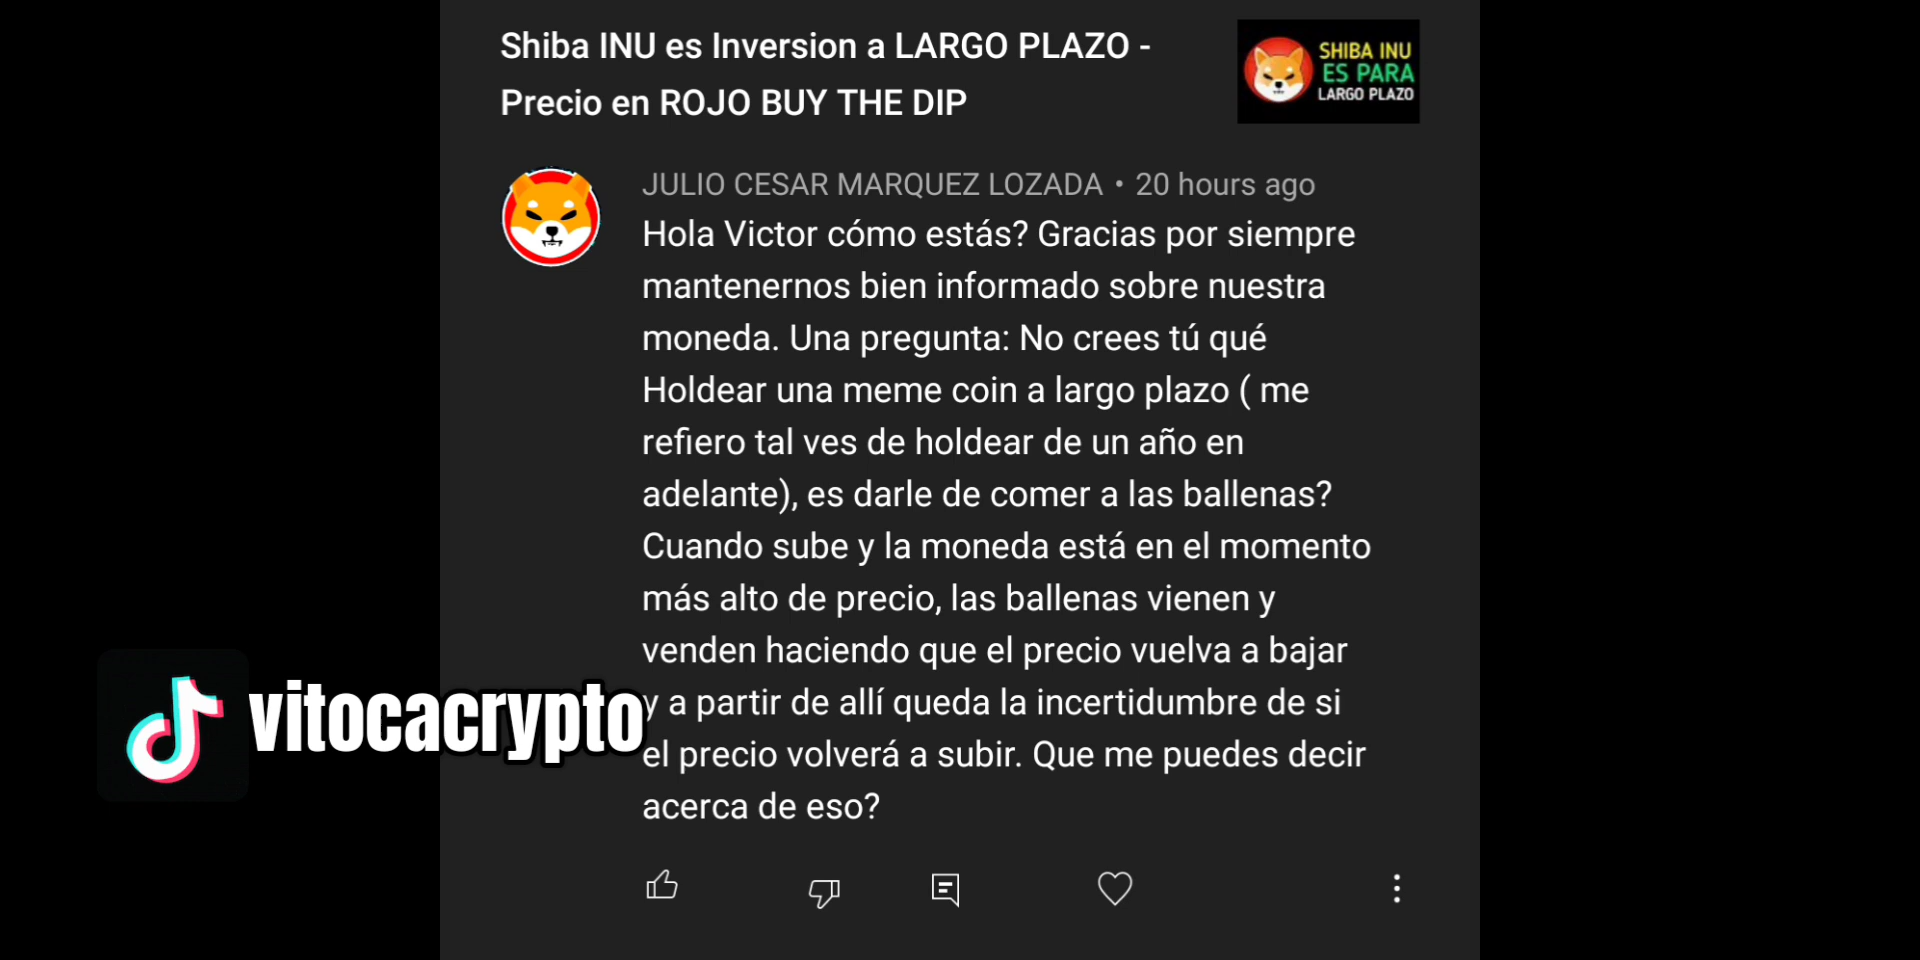 Shiba INU es Inversion a LARGO PLAZO -
Precio en ROJO BUY THE DIP
SHIBA INU
ES PARA
LARGO PLAZO
JULIO CESAR MARQUEZ LOZADA • 20 hours ago
Hola Victor cómo estás? Gracias por siempre
mantenernos bien informado sobre nuestra
moneda. Una pregunta: No crees tú qué
Holdear una meme coin a largo plazo ( me
refiero tal ves de holdear de un año en
adelante), es darle de comer a las ballenas?
Cuando sube y la moneda está en el momento
más alto de precio, las ballenas vienen y
venden haciendo que el precio vuelva a bajar
y a partir de allí queda la incertidumbre de si
el precio volverá a subir. Que me puedes decir
acerca de eso?
vitocacrypto